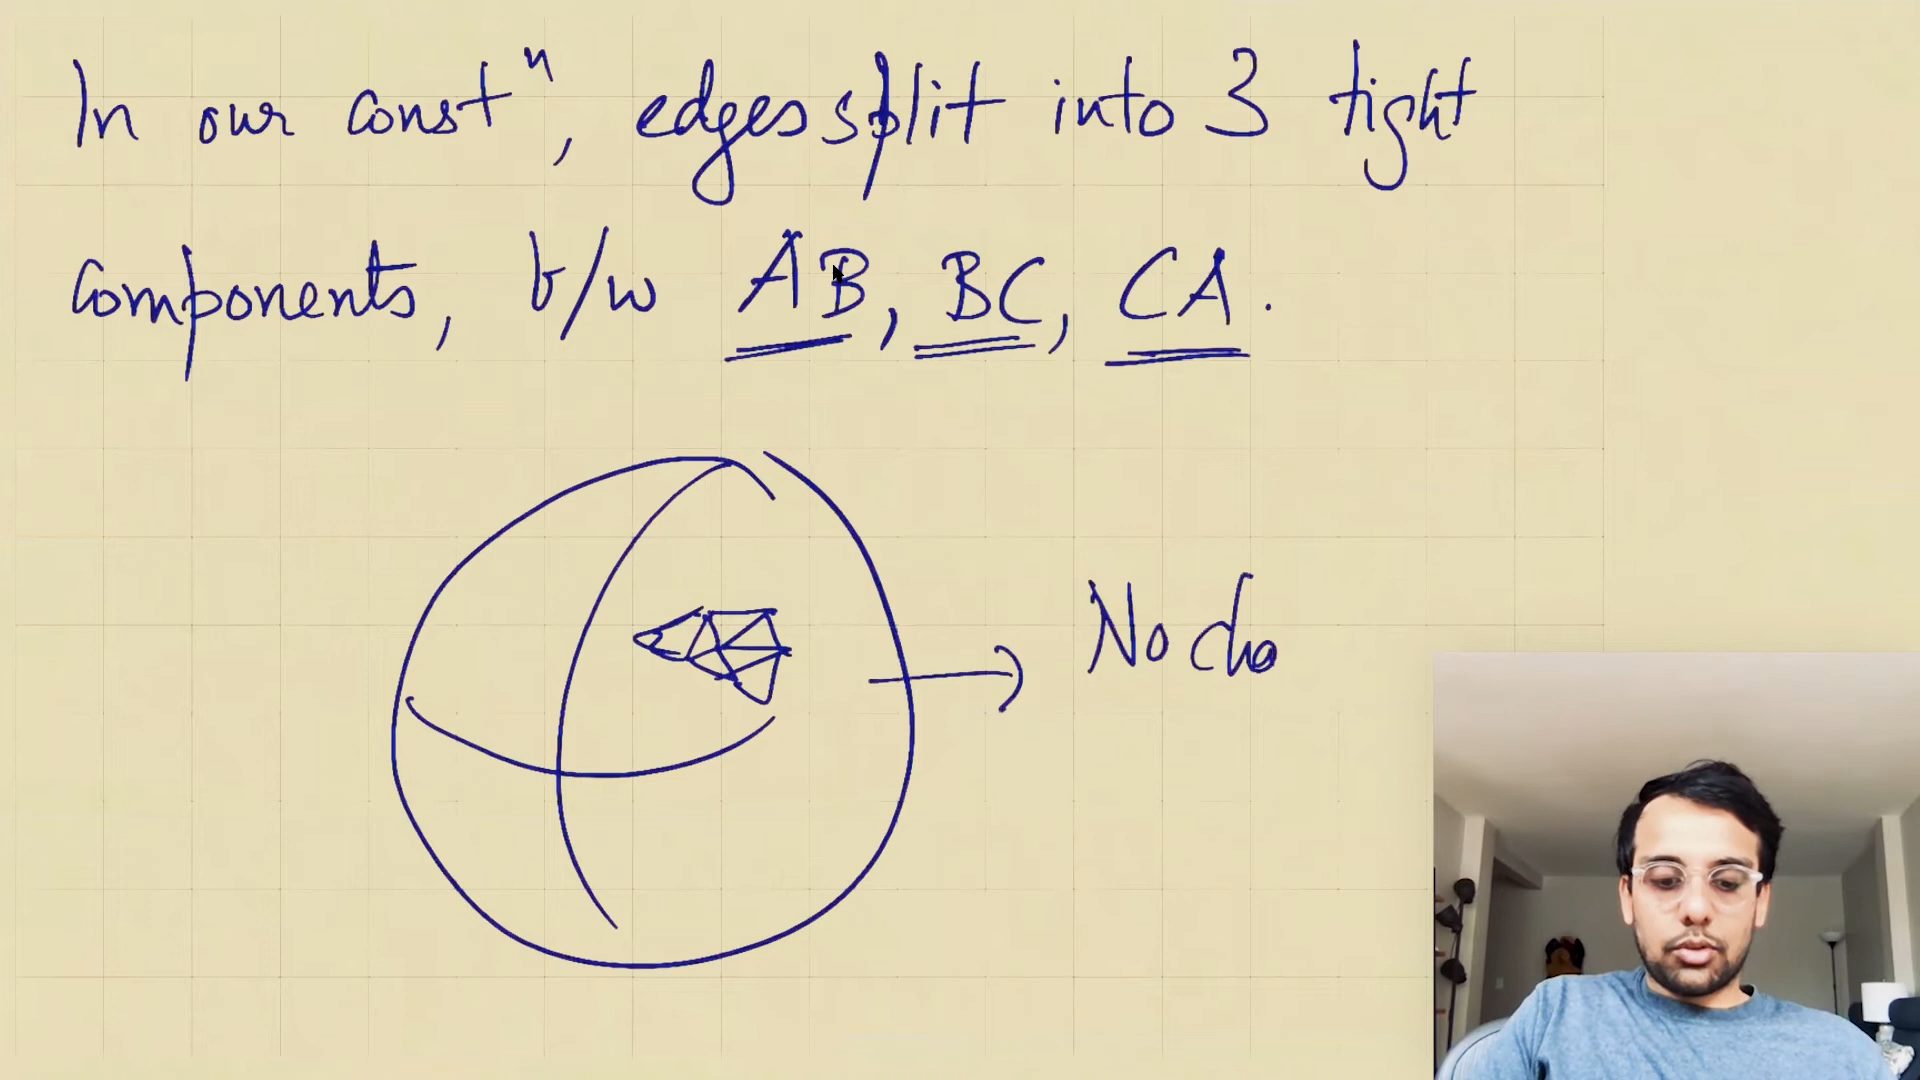 In our constⁿ, edges split into 3 tight
components, b/w AB, BC, CA.
No cho